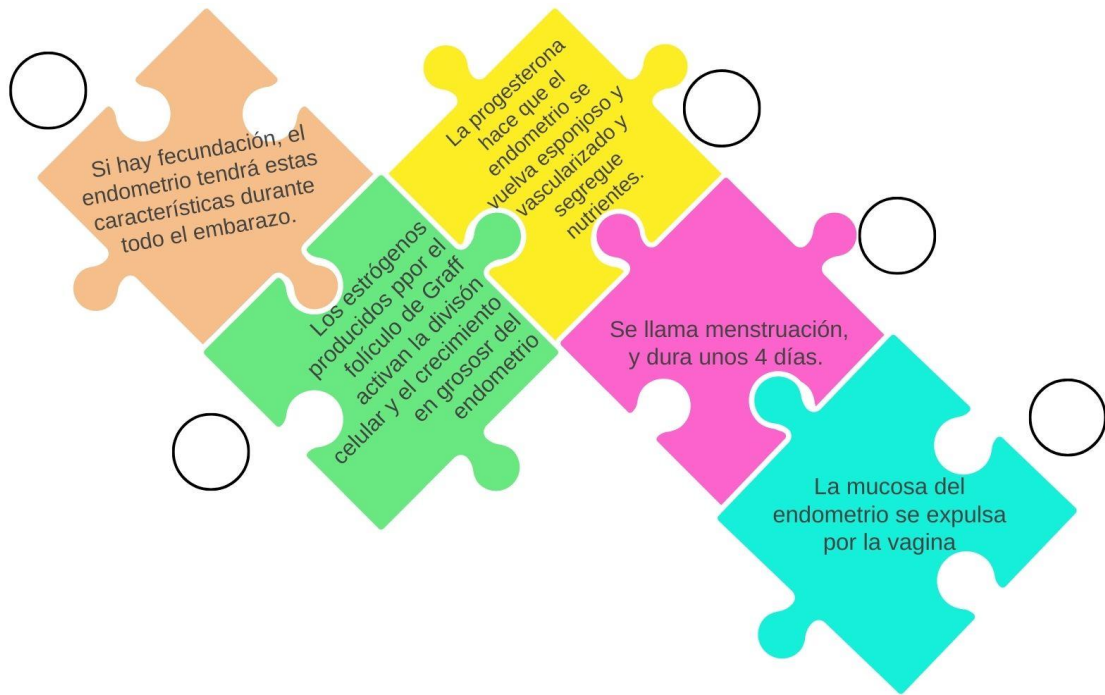 Si hay fecundación, el
endometrio tendrá estas
características durante
todo el embarazo.
Los estrógenos
producidos ppor el
folículo de Graff
activan la divisón
celular y el crecimiento
en grososr del
endometrio
La progesterona
hace que el
endometrio se
vuelva esponjoso y
vascularizado y
segregue
nutrientes.
Se llama menstruación,
y dura unos 4 días.
La mucosa del
endometrio se expulsa
por la vagina